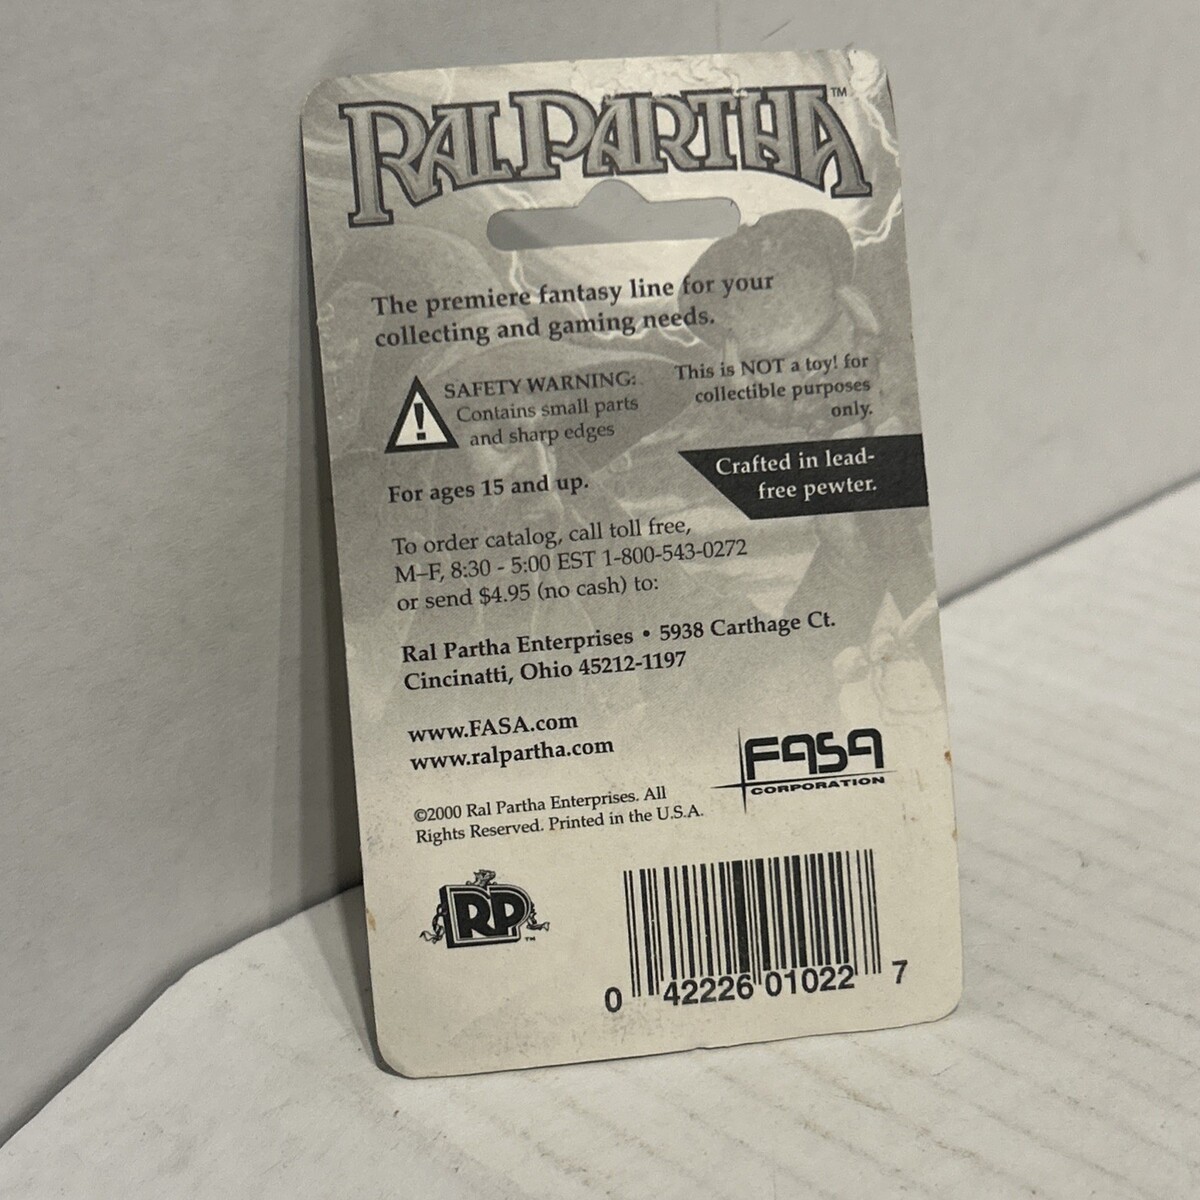 RAL PARTHA™
The premiere fantasy line for your
collecting and gaming needs.
SAFETY WARNING:
Contains small parts
and sharp edges
This is NOT a toy! for
collectible purposes
only.
For ages 15 and up.
Crafted in lead-
free pewter.
To order catalog, call toll free,
M–F, 8:30 - 5:00 EST 1-800-543-0272
or send $4.95 (no cash) to:
Ral Partha Enterprises • 5938 Carthage Ct.
Cincinatti, Ohio 45212-1197
www.FASA.com
www.ralpartha.com
FASA
CORPORATION
©2000 Ral Partha Enterprises. All
Rights Reserved. Printed in the U.S.A.
RP™
0 42226 01022 7